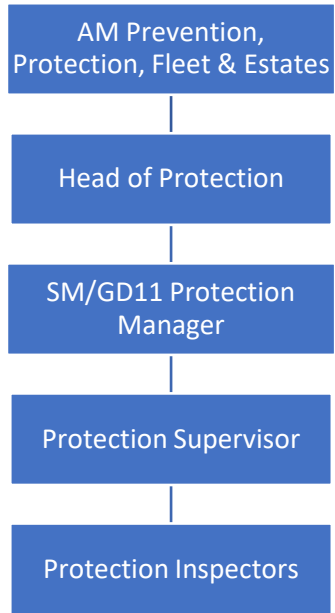 AM Prevention,
Protection, Fleet & Estates
Head of Protection
SM/GD11 Protection
Manager
Protection Supervisor
Protection Inspectors